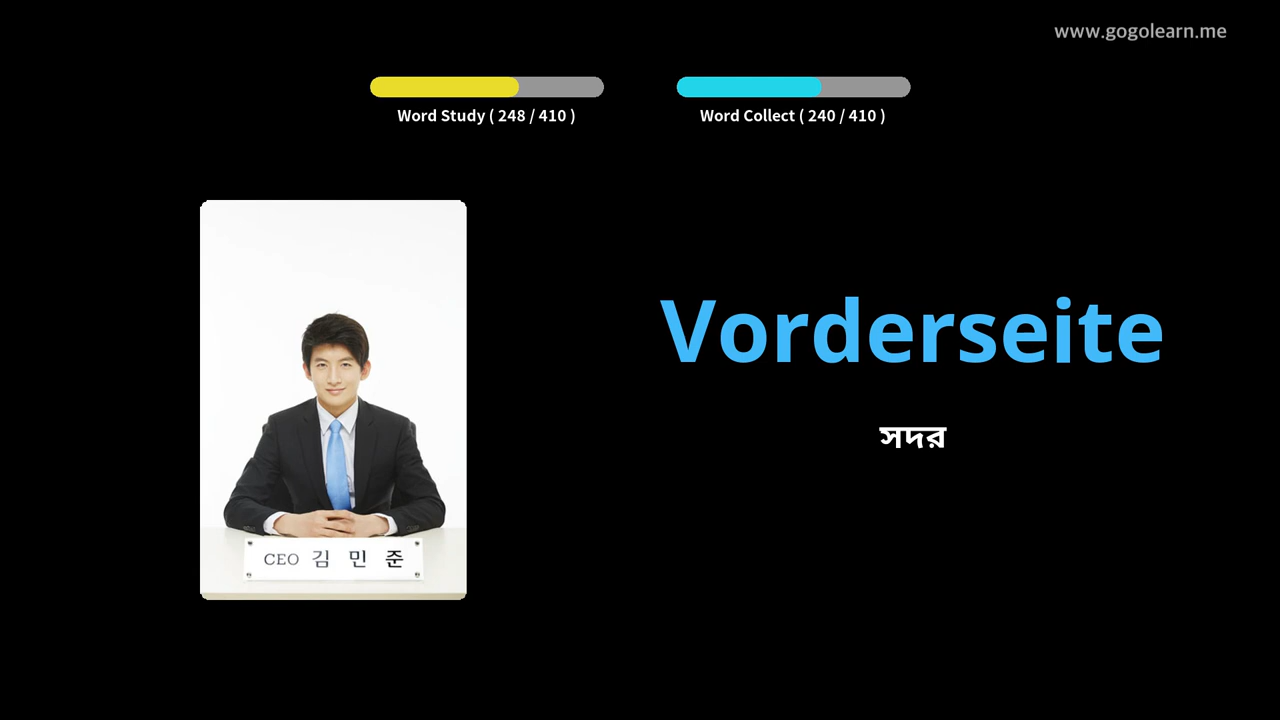 www.gogolearn.me
Word Study ( 248 / 410 )
Word Collect ( 240 / 410 )
Vorderseite
সদর
CEO 김 민 준